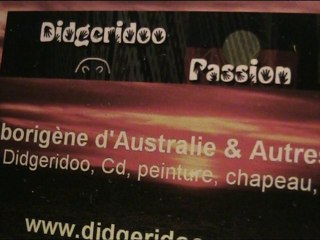 Didgeridoo
Passion
borigène d'Australie & Autres
Didgeridoo, Cd, peinture, chapeau,
www.didgeridoo